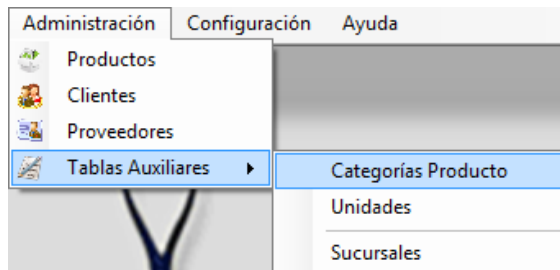 Administración Configuración Ayuda
Productos
Clientes
Proveedores
Tablas Auxiliares
Categorías Producto
Unidades
Sucursales